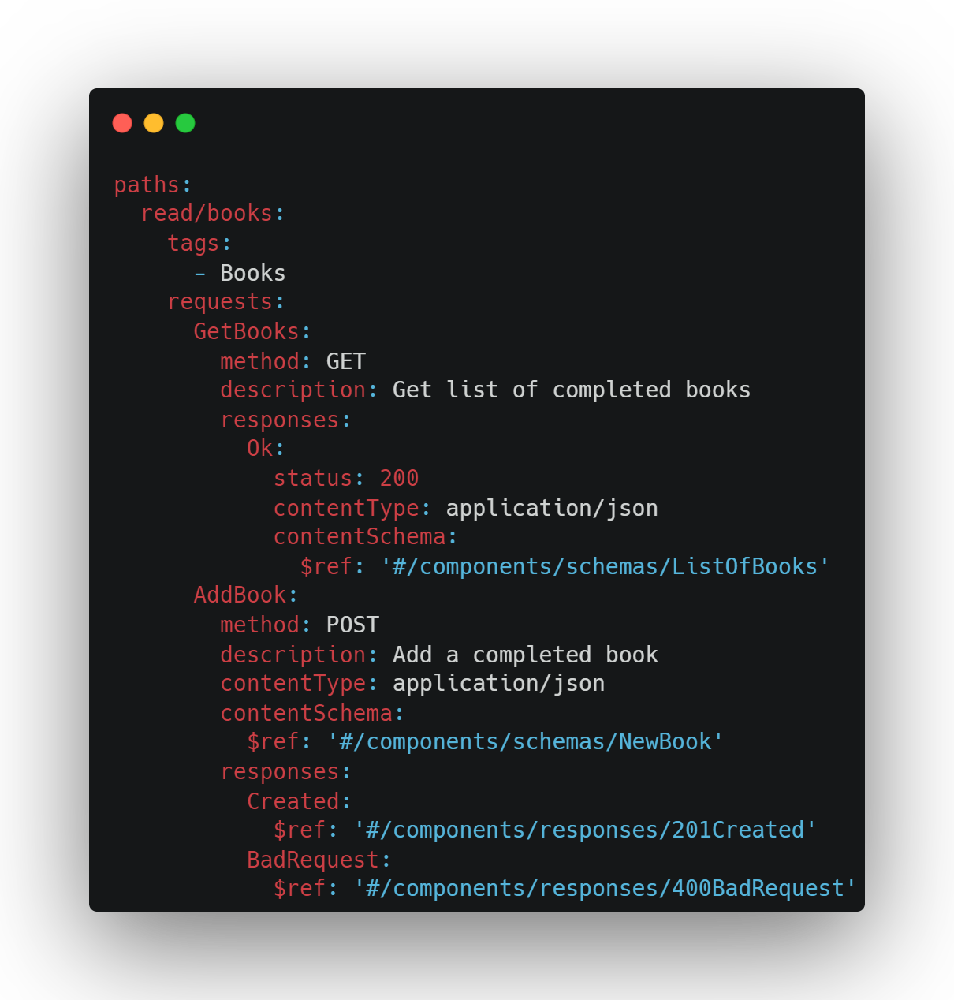 paths:
  read/books:
    tags:
      - Books
    requests:
      GetBooks:
        method: GET
        description: Get list of completed books
        responses:
          Ok:
            status: 200
            contentType: application/json
            contentSchema:
              $ref: '#/components/schemas/ListOfBooks'
      AddBook:
        method: POST
        description: Add a completed book
        contentType: application/json
        contentSchema:
          $ref: '#/components/schemas/NewBook'
        responses:
          Created:
            $ref: '#/components/responses/201Created'
          BadRequest:
            $ref: '#/components/responses/400BadRequest'